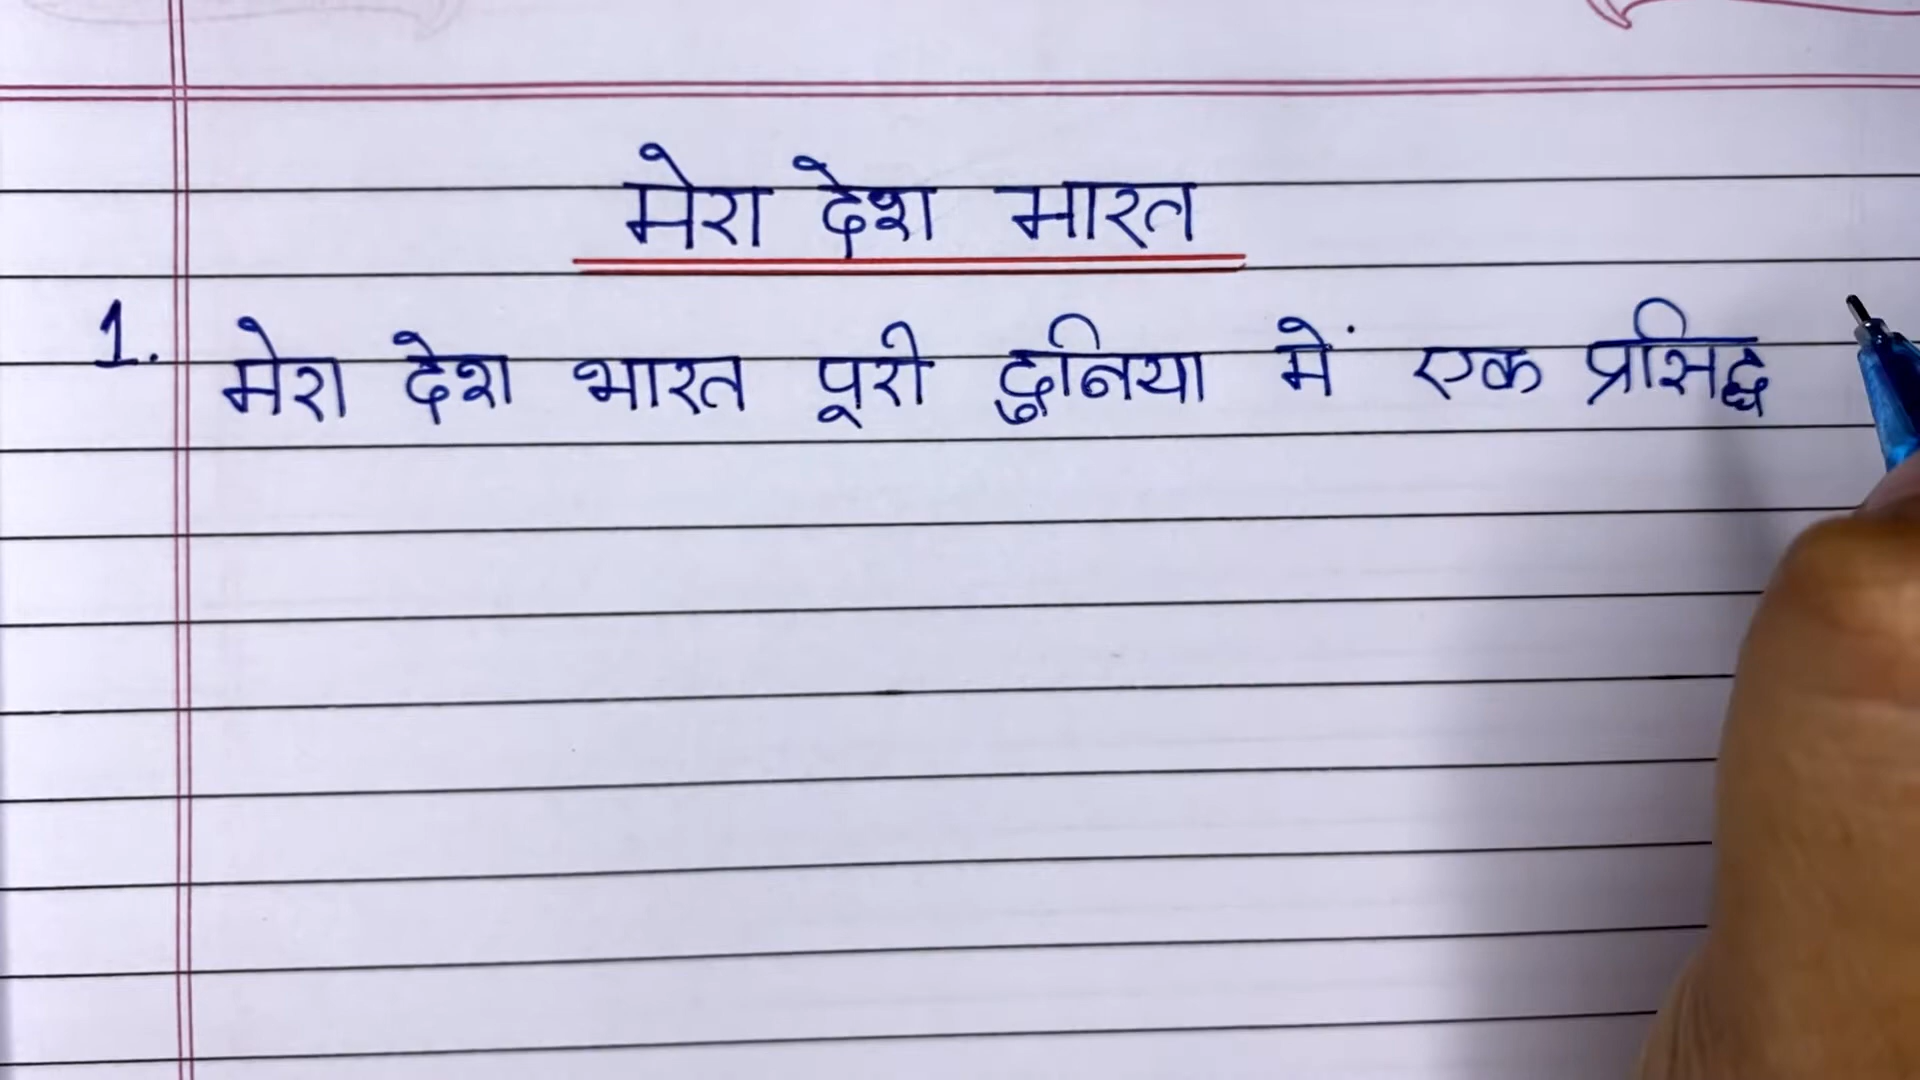 मेरा देश भारत
1. मेरा देश भारत पूरी दुनिया में एक प्रसिद्ध